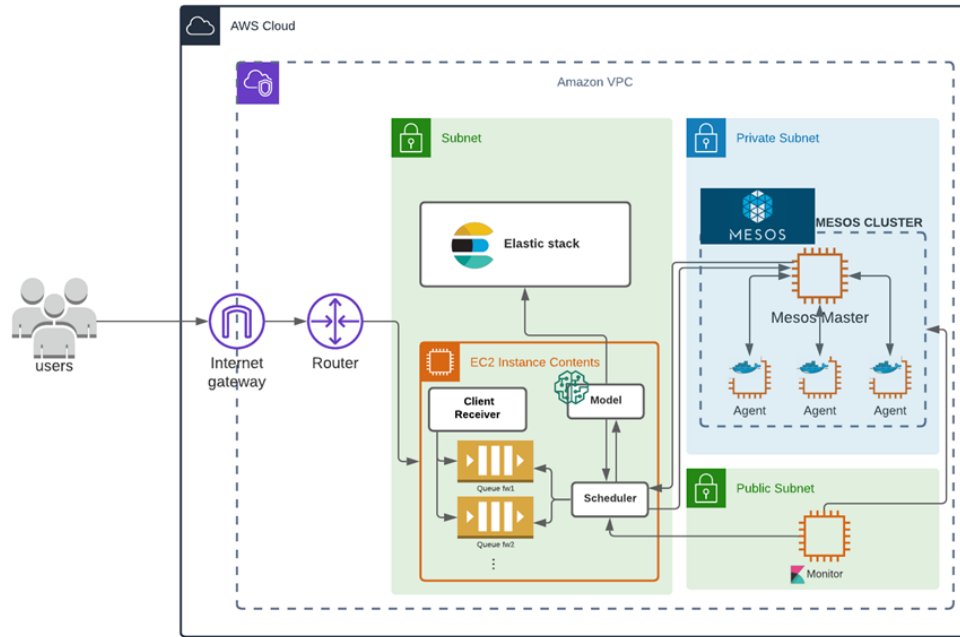 AWS Cloud
Amazon VPC
Subnet
Private Subnet
MESOS
MESOS CLUSTER
Elastic stack
Mesos Master
users
Internet
gateway
Router
EC2 Instance Contents
Client
Receiver
Model
Agent
Agent
Agent
Queue fw1
Scheduler
Public Subnet
Queue fw2
⋮
Monitor